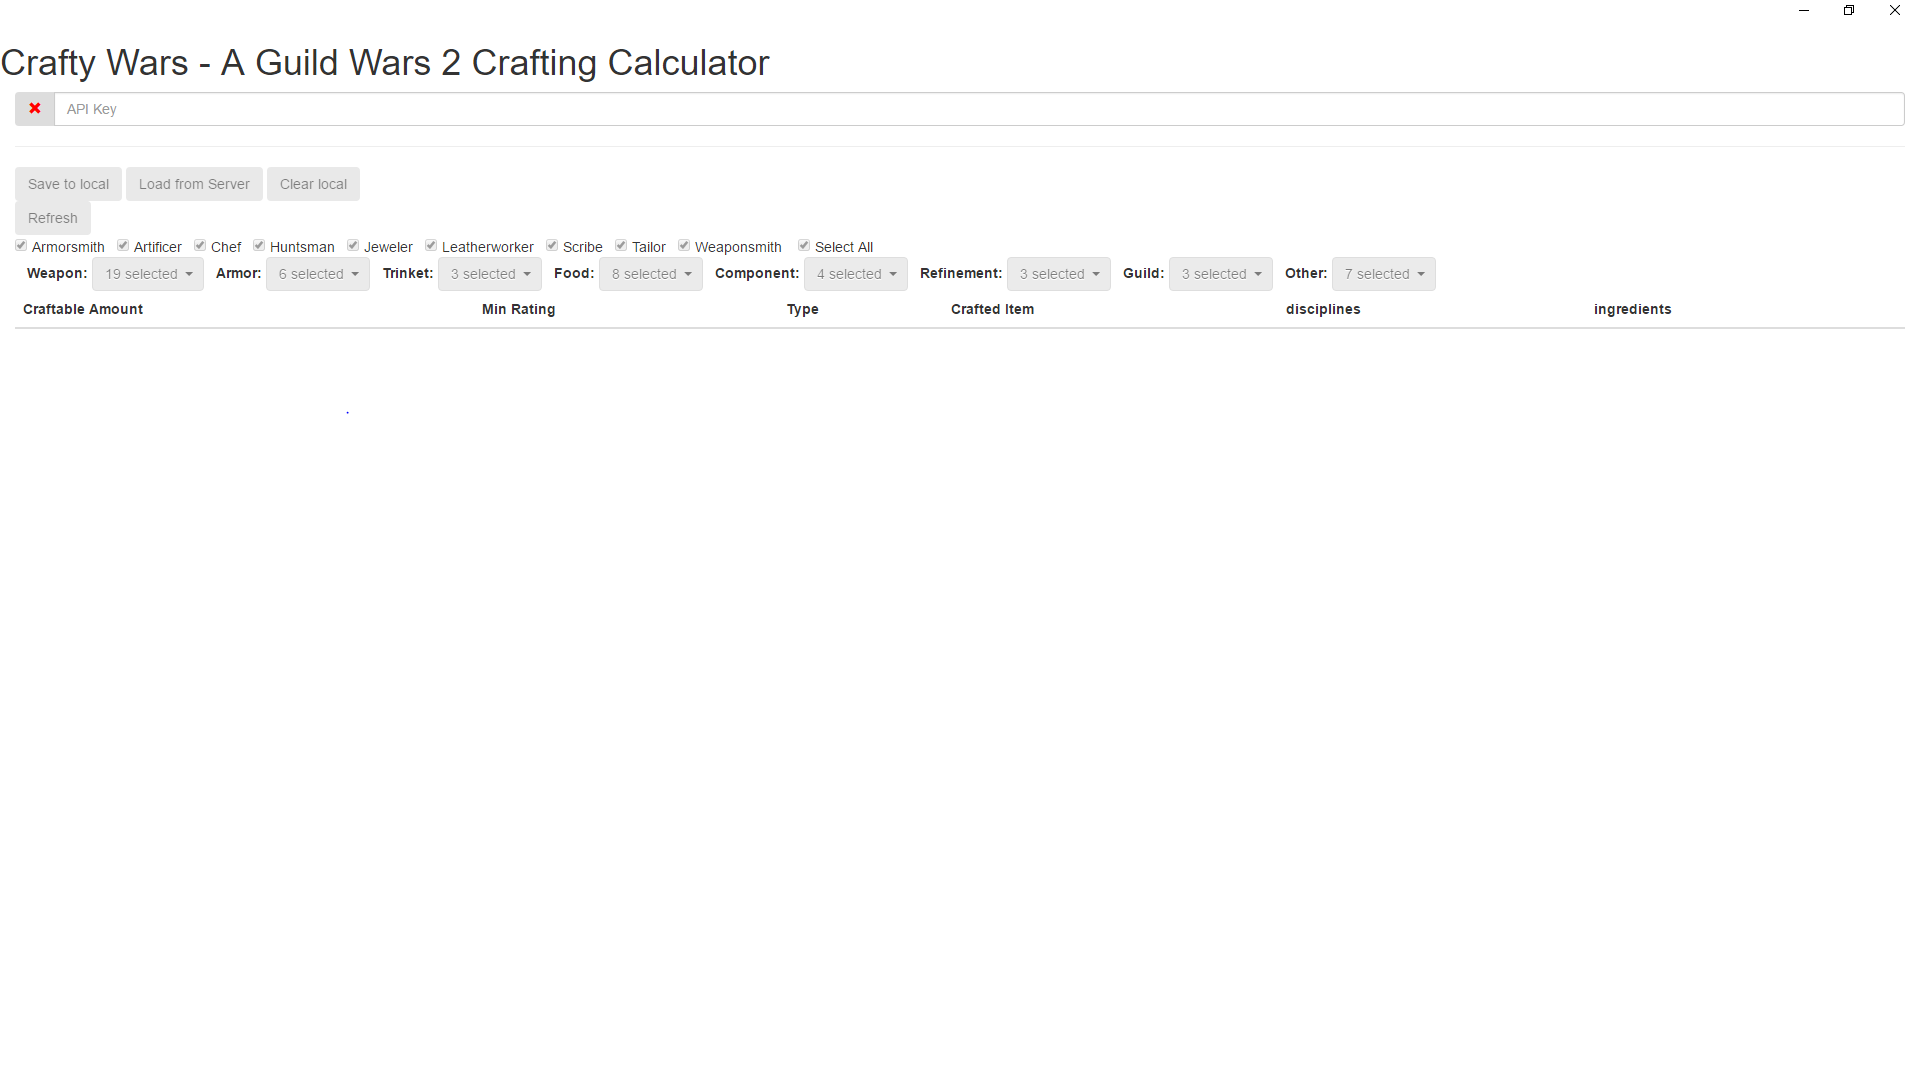 Crafty Wars - A Guild Wars 2 Crafting Calculator
API Key
Save to local Load from Server Clear local
Refresh
Armorsmith Artificer Chef Huntsman Jeweler Leatherworker Scribe Tailor Weaponsmith Select All
Weapon: 19 selected Armor: 6 selected Trinket: 3 selected Food: 8 selected Component: 4 selected Refinement: 3 selected Guild: 3 selected Other: 7 selected
Craftable Amount Min Rating Type Crafted Item disciplines ingredients